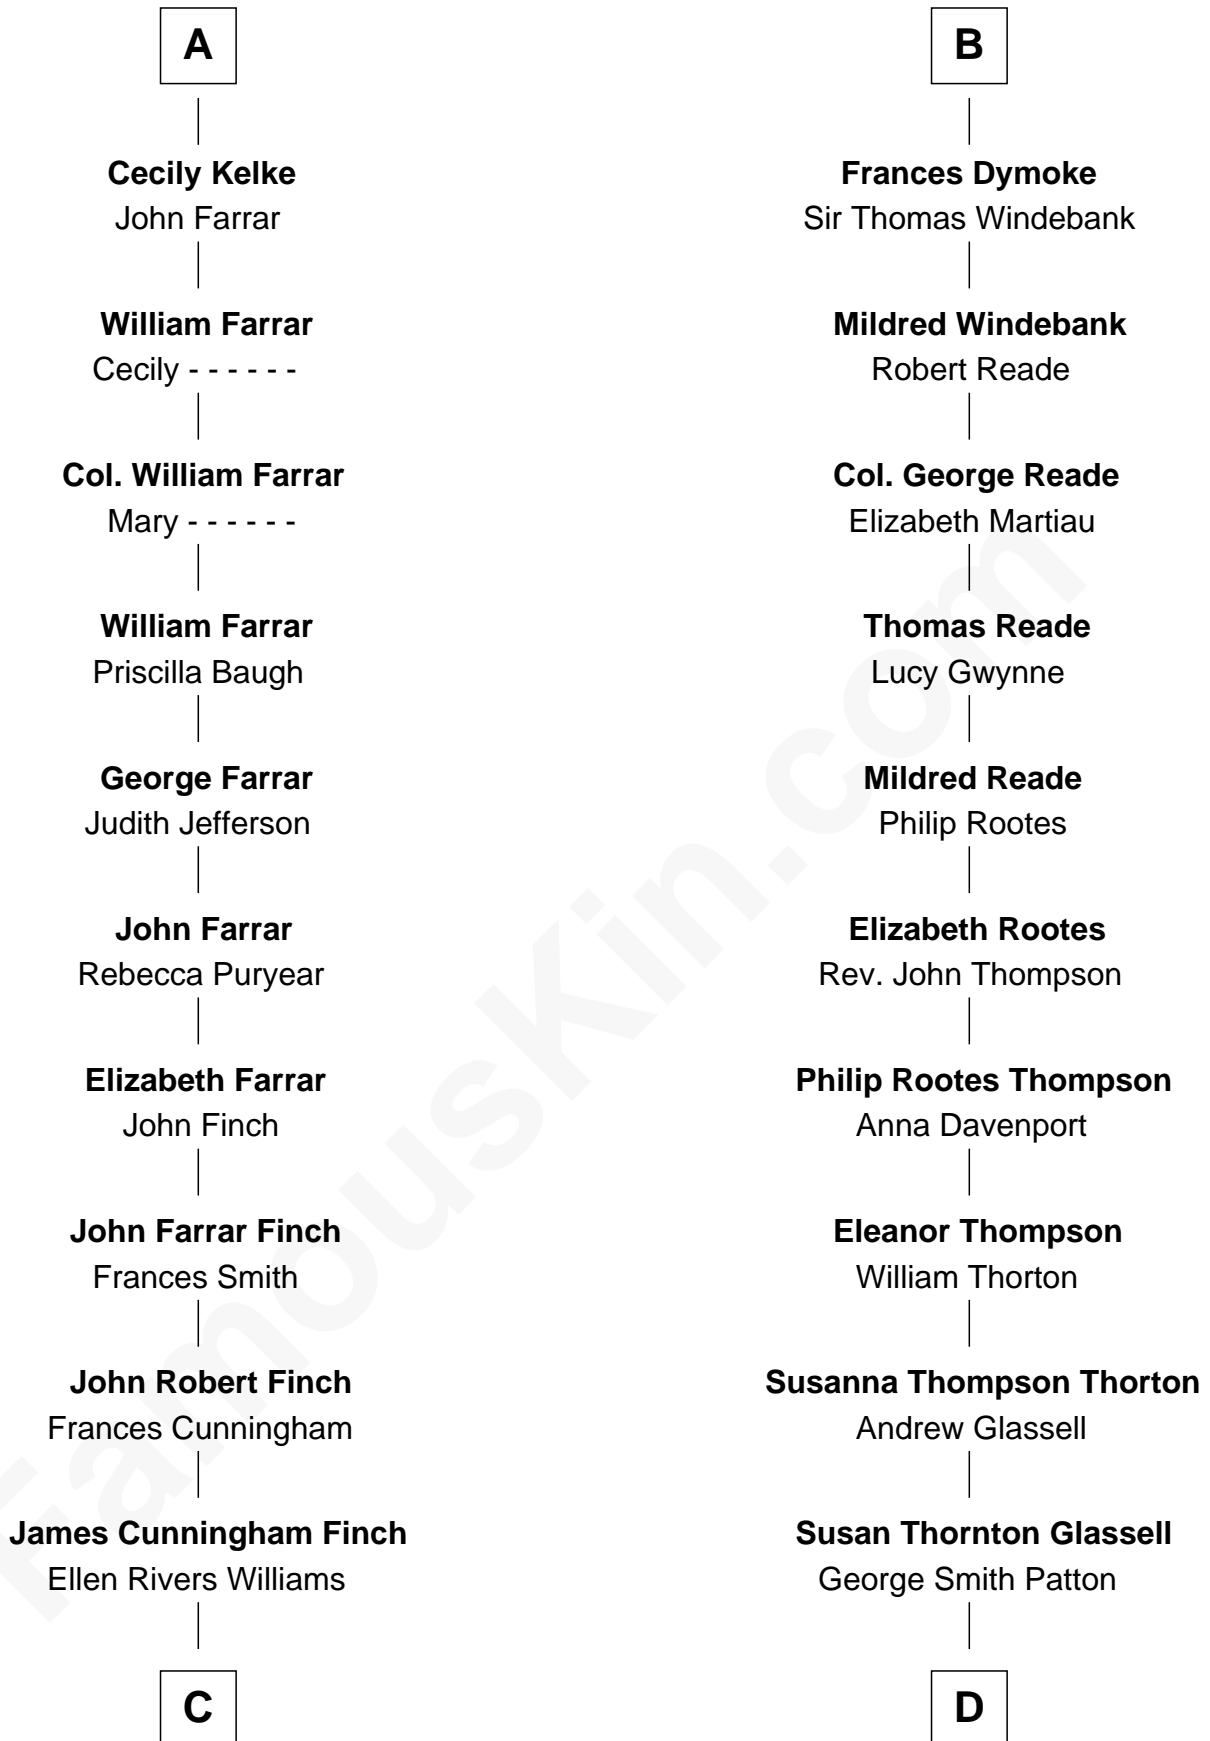 A
Cecily Kelke
John Farrar
William Farrar
Cecily - - - - - -
Col. William Farrar
Mary - - - - - -
William Farrar
Priscilla Baugh
George Farrar
Judith Jefferson
John Farrar
Rebecca Puryear
Elizabeth Farrar
John Finch
John Farrar Finch
Frances Smith
John Robert Finch
Frances Cunningham
James Cunningham Finch
Ellen Rivers Williams
C
B
Frances Dymoke
Sir Thomas Windebank
Mildred Windebank
Robert Reade
Col. George Reade
Elizabeth Martiau
Thomas Reade
Lucy Gwynne
Mildred Reade
Philip Rootes
Elizabeth Rootes
Rev. John Thompson
Philip Rootes Thompson
Anna Davenport
Eleanor Thompson
William Thorton
Susanna Thompson Thorton
Andrew Glassell
Susan Thornton Glassell
George Smith Patton
D
FamousKin.com